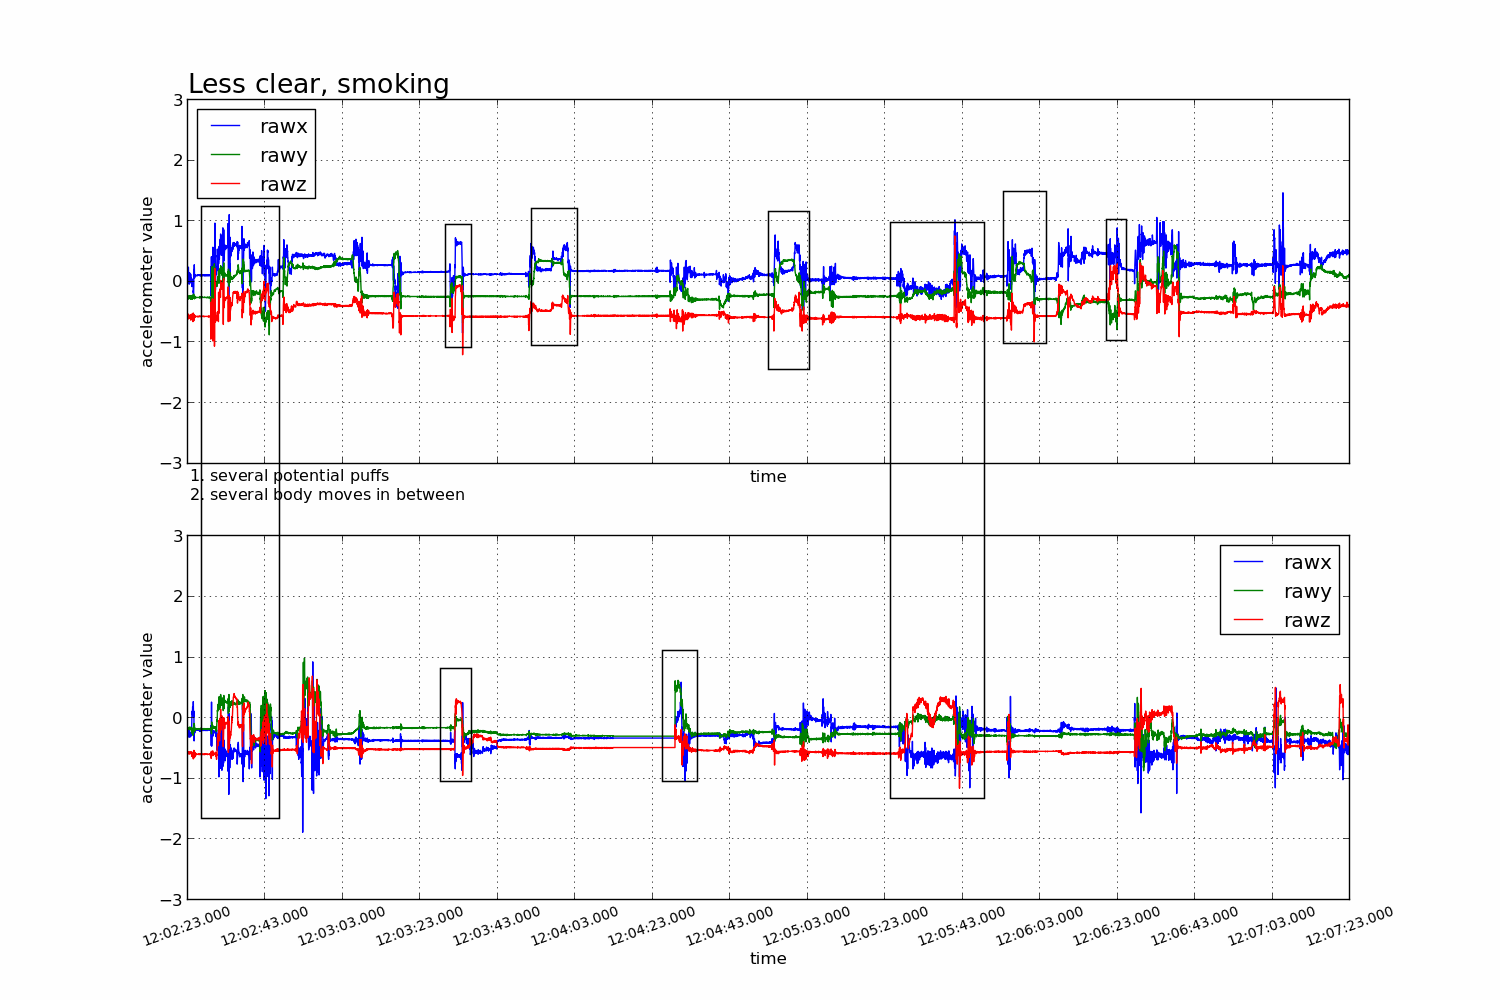 Less clear, smoking
3
2
1
0
−1
−2
−3
accelerometer value
rawx
rawy
rawz
time
1. several potential puffs
2. several body moves in between
3
2
1
0
−1
−2
−3
accelerometer value
rawx
rawy
rawz
12:02:23.000
12:02:43.000
12:03:03.000
12:03:23.000
12:03:43.000
12:04:03.000
12:04:23.000
12:04:43.000
12:05:03.000
12:05:23.000
12:05:43.000
12:06:03.000
12:06:23.000
12:06:43.000
12:07:03.000
12:07:23.000
time